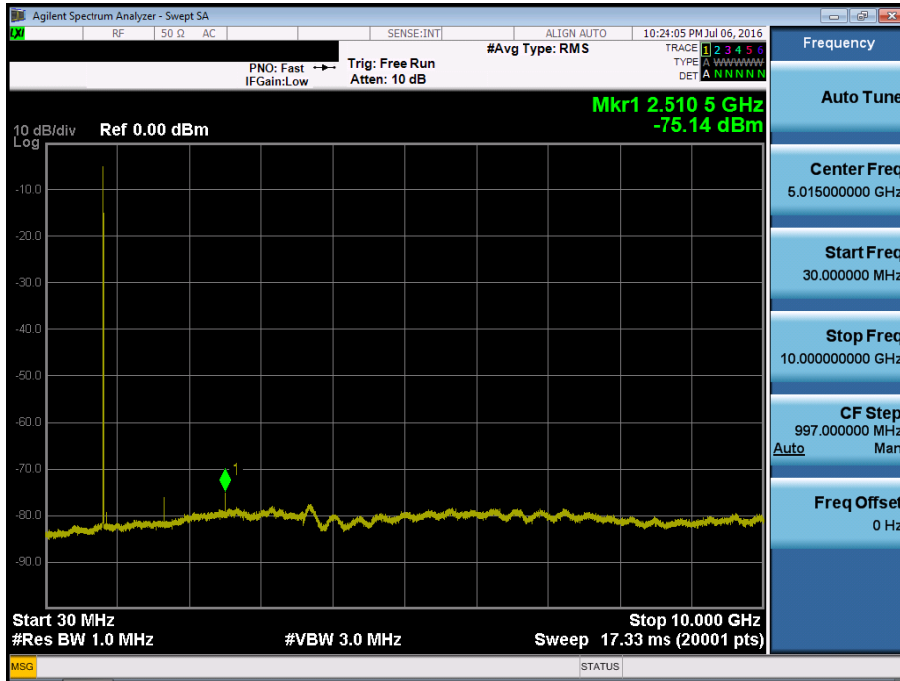 Agilent Spectrum Analyzer - Swept SA
LXI RF 50 Ω AC SENSE:INT ALIGN AUTO 10:24:05 PM Jul 06, 2016
#Avg Type: RMS
TRACE 1 2 3 4 5 6
TYPE A W W W W W
DET A N N N N N
PNO: Fast
IFGain:Low
Trig: Free Run
Atten: 10 dB
Mkr1 2.510 5 GHz
-75.14 dBm
10 dB/div Ref 0.00 dBm
Log
-10.0
-20.0
-30.0
-40.0
-50.0
-60.0
-70.0
1
-80.0
-90.0
Start 30 MHz Stop 10.000 GHz
#Res BW 1.0 MHz #VBW 3.0 MHz Sweep 17.33 ms (20001 pts)
MSG STATUS
Frequency
Auto Tune
Center Freq
5.015000000 GHz
Start Freq
30.000000 MHz
Stop Freq
10.000000000 GHz
CF Step
997.000000 MHz
Auto Man
Freq Offset
0 Hz